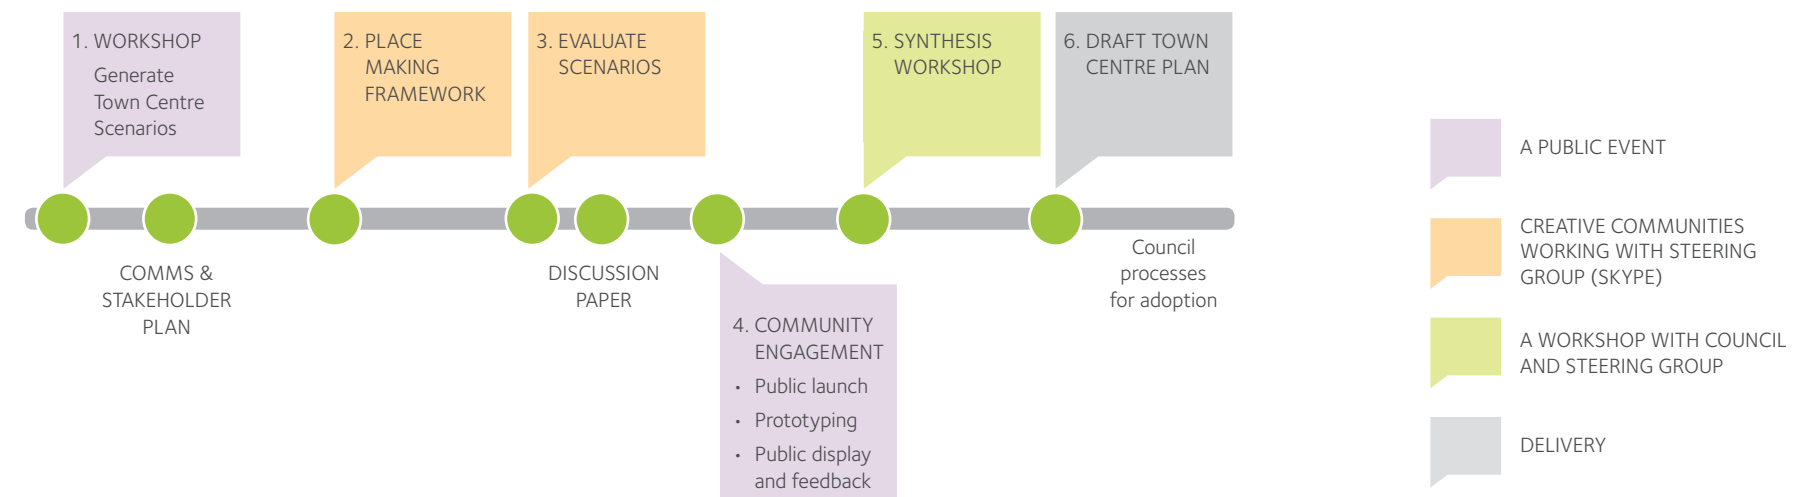 1. WORKSHOP
Generate
Town Centre
Scenarios
2. PLACE
MAKING
FRAMEWORK
3. EVALUATE
SCENARIOS
5. SYNTHESIS
WORKSHOP
6. DRAFT TOWN
CENTRE PLAN
COMMS &
STAKEHOLDER
PLAN
DISCUSSION
PAPER
4. COMMUNITY
ENGAGEMENT
• Public launch
• Prototyping
• Public display
and feedback
Council
processes
for adoption
A PUBLIC EVENT
CREATIVE COMMUNITIES
WORKING WITH STEERING
GROUP (SKYPE)
A WORKSHOP WITH COUNCIL
AND STEERING GROUP
DELIVERY